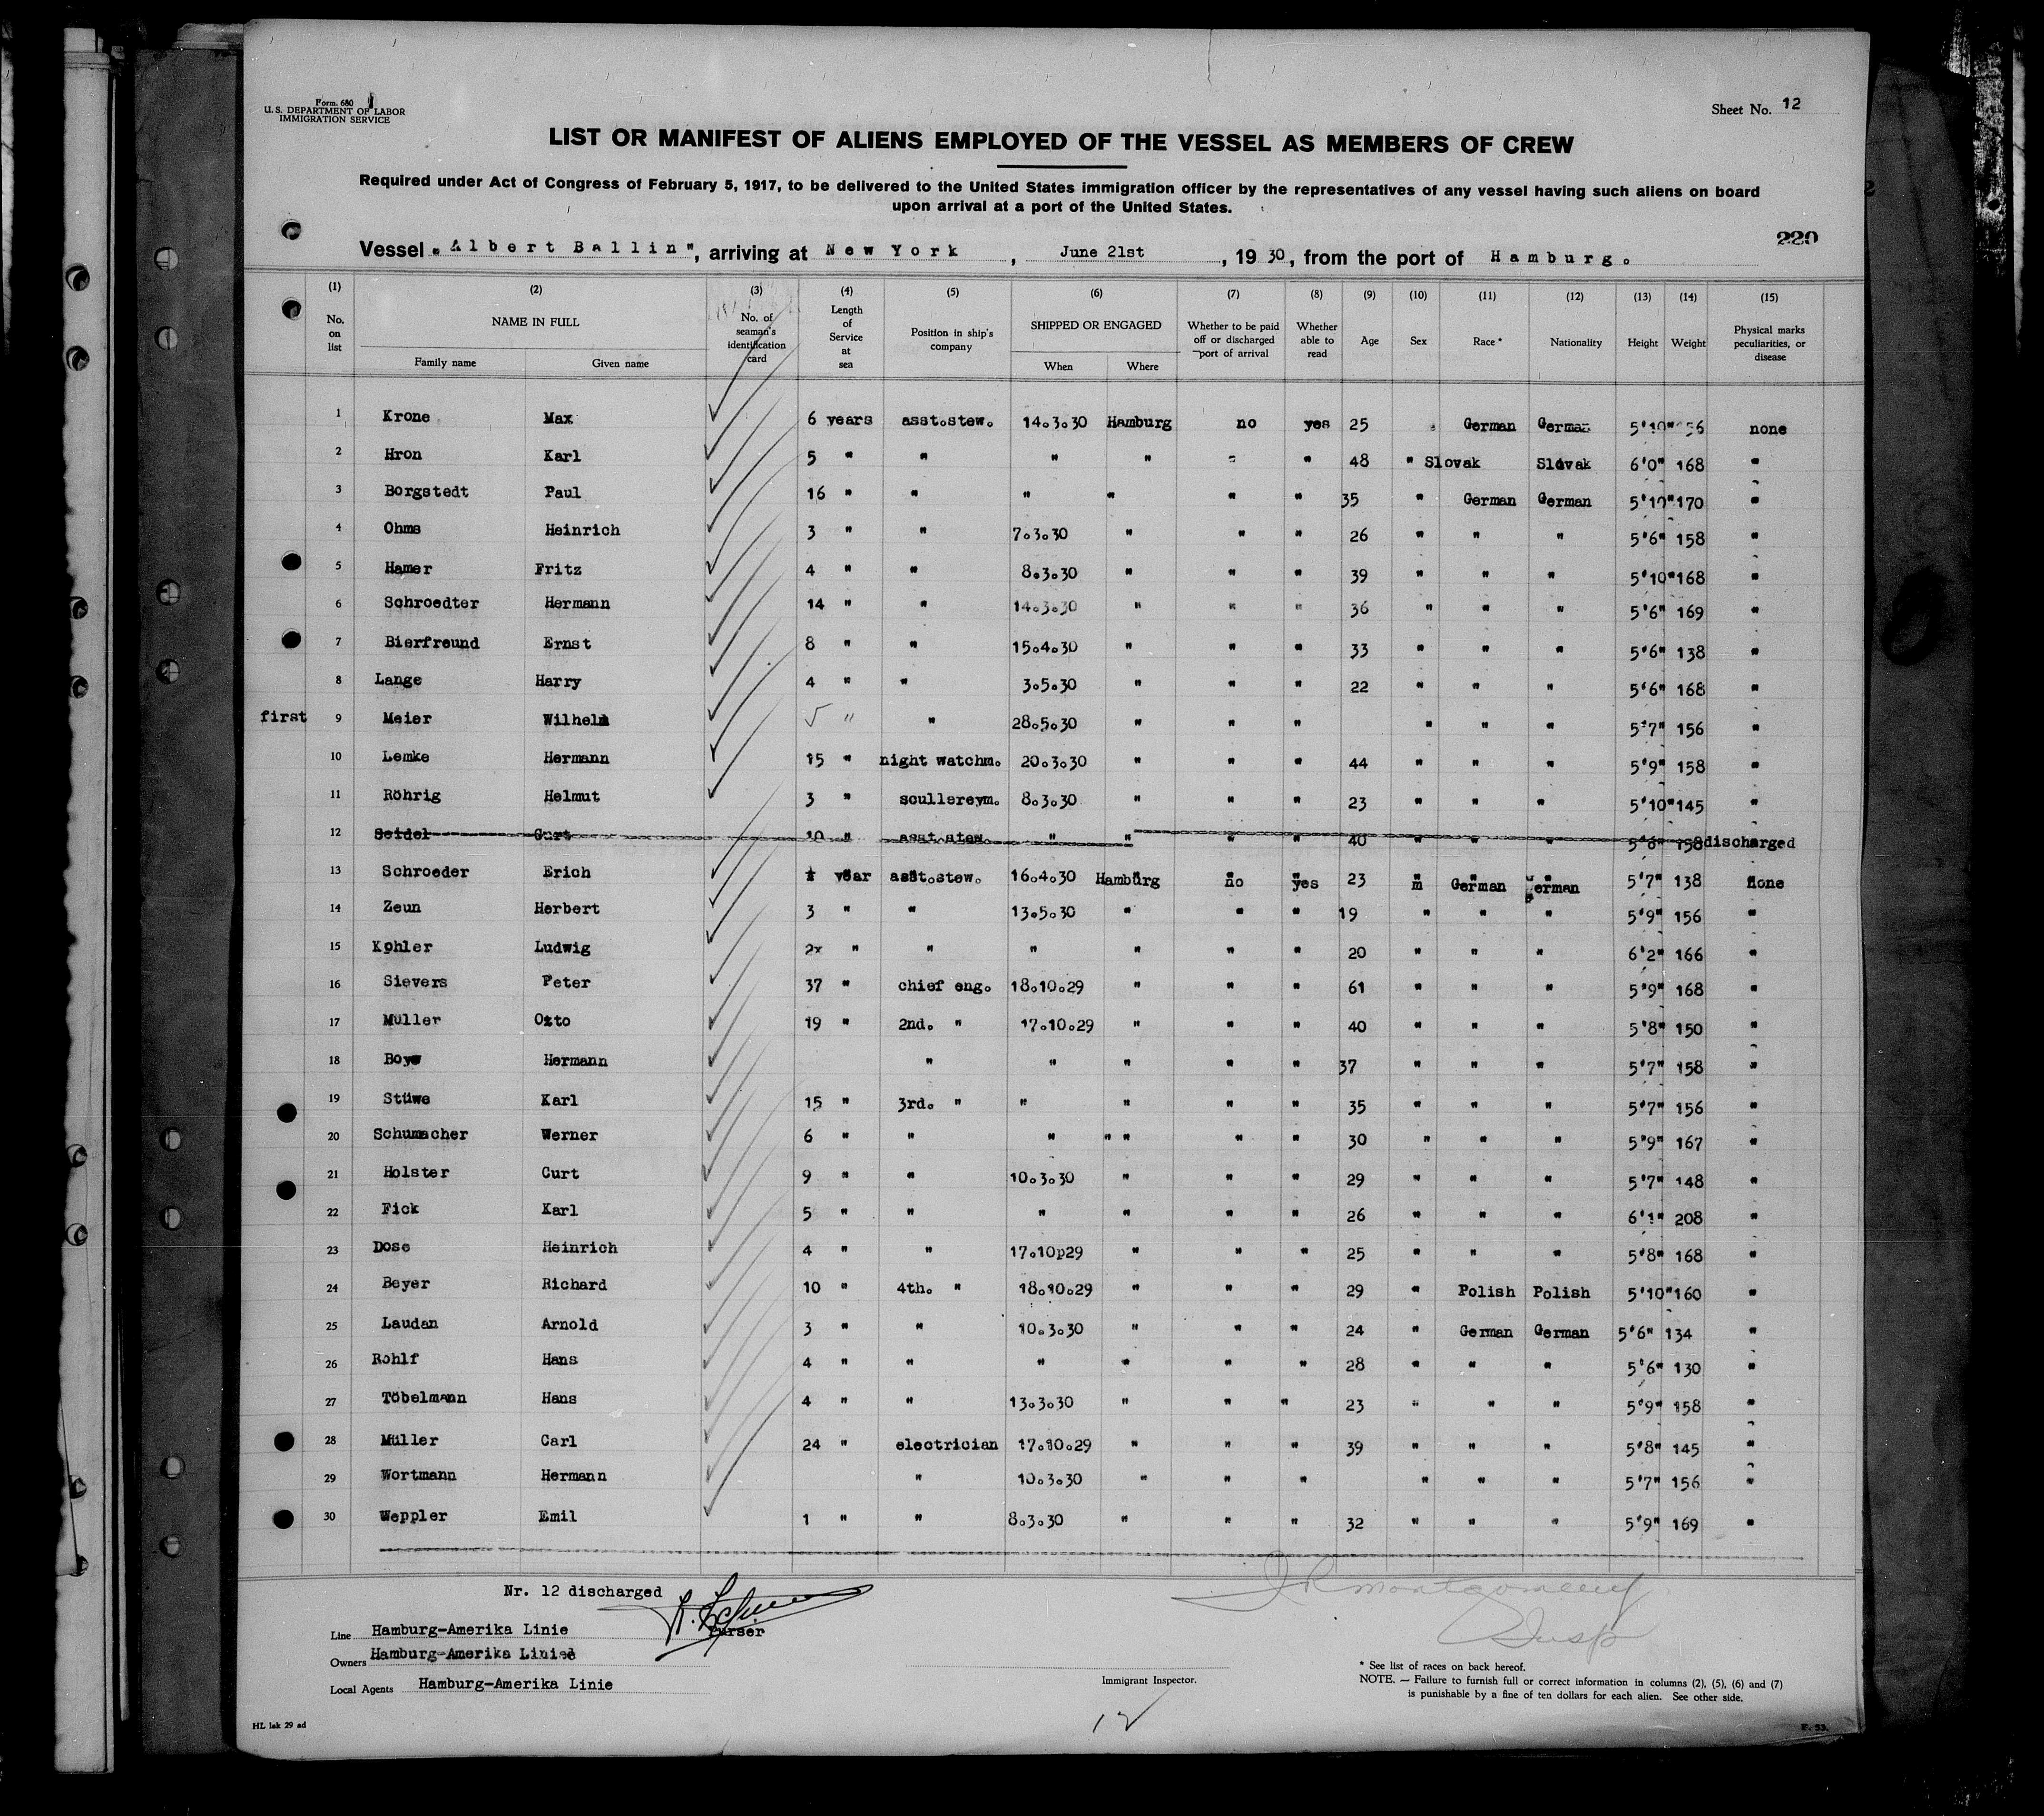 Form. 680
U. S. DEPARTMENT OF LABOR
IMMIGRATION SERVICE
Sheet No. 12
LIST OR MANIFEST OF ALIENS EMPLOYED OF THE VESSEL AS MEMBERS OF CREW
Required under Act of Congress of February 5, 1917, to be delivered to the United States immigration officer by the representatives of any vessel having such aliens on board
upon arrival at a port of the United States.
220
Vessel „Albert Ballin", arriving at New York, June 21st, 1930, from the port of Hamburg.
(1) (2) (3) (4) (5) (6) (7) (8) (9) (10) (11) (12) (13) (14) (15)
No. on list NAME IN FULL Family name Given name No. of seaman's identification card Length of Service at sea Position in ship's company SHIPPED OR ENGAGED When Where Whether to be paid off or discharged port of arrival Whether able to read Age Sex Race * Nationality Height Weight Physical marks peculiarities, or disease
1 Krone Max 6 years asst.stew. 14.3.30 Hamburg no yes 25 German German 5'10" 56 none
2 Hron Karl 5 " " " " " " 48 " Slovak Slovak 6'0" 168 "
3 Borgstedt Paul 16 " " " " " " 35 " German German 5'10" 170 "
4 Ohms Heinrich 3 " " 7.3.30 " " " 26 " " " 5'6" 158 "
5 Hamer Fritz 4 " " 8.3.30 " " " 39 " " " 5'10" 168 "
6 Schroedter Hermann 14 " " 14.3.30 " " " 36 " " " 5'6" 169 "
7 Bierfreund Ernst 8 " " 15.4.30 " " " 33 " " " 5'6" 138 "
8 Lange Harry 4 " " 3.5.30 " " " 22 " " " 5'6" 168 "
first 9 Meier Wilhelm " " 28.5.30 " " " " " " 5'7" 156 "
10 Lemke Hermann 15 " night watchm. 20.3.30 " " " 44 " " " 5'9" 158 "
11 Röhrig Helmut 3 " scullereym. 8.3.30 " " " 23 " " " 5'10" 145 "
12 Seidel Curt 10 " asst.stew. " " " " 40 " " " 5'6" 158 discharged
13 Schroeder Erich year asst.stew. 16.4.30 Hamburg no yes 23 m German German 5'7" 138 none
14 Zeun Herbert 3 " " 13.5.30 " " " 19 " " " 5'9" 156 "
15 Kohler Ludwig 2x " " " " " " 20 " " " 6'2" 166 "
16 Sievers Peter 37 " chief eng. 18.10.29 " " " 61 " " " 5'9" 168 "
17 Müller Otto 19 " 2nd. " 17.10.29 " " " 40 " " " 5'8" 150 "
18 Boye Hermann " " " " " 37 " " " 5'7" 158 "
19 Stüwe Karl 15 " 3rd. " " " " " 35 " " " 5'7" 156 "
20 Schumacher Werner 6 " " " " " " " 30 " " " 5'9" 167 "
21 Holster Curt 9 " " 10.3.30 " " " 29 " " " 5'7" 148 "
22 Fick Karl 5 " " " " " " 26 " " " 6'1" 208 "
23 Dose Heinrich 4 " " 17.10p29 " " " 25 " " " 5'8" 168 "
24 Beyer Richard 10 " 4th. " 18.10.29 " " " 29 " Polish Polish 5'10" 160 "
25 Laudan Arnold 3 " " 10.3.30 " " " 24 " German German 5'6" 134 "
26 Rohlf Hans 4 " " " " " " 28 " " " 5'6" 130 "
27 Töbelmann Hans 4 " " 13.3.30 " " " 23 " " " 5'9" 158 "
28 Müller Carl 24 " electrician 17.10.29 " " " 39 " " " 5'8" 145 "
29 Wortmann Hermann " 10.3.30 " " " " " " 5'7" 156 "
30 Weppler Emil 1 " " 8.3.30 " " " 32 " " " 5'9" 169 "
Nr. 12 discharged
Purser
J R Montgomery
Insp
Line Hamburg-Amerika Linie
Owners Hamburg-Amerika Linie
Local Agents Hamburg-Amerika Linie
Immigrant Inspector.
* See list of races on back hereof.
NOTE. — Failure to furnish full or correct information in columns (2), (5), (6) and (7)
is punishable by a fine of ten dollars for each alien. See other side.
HL lak 29 ad
12
F. 53.